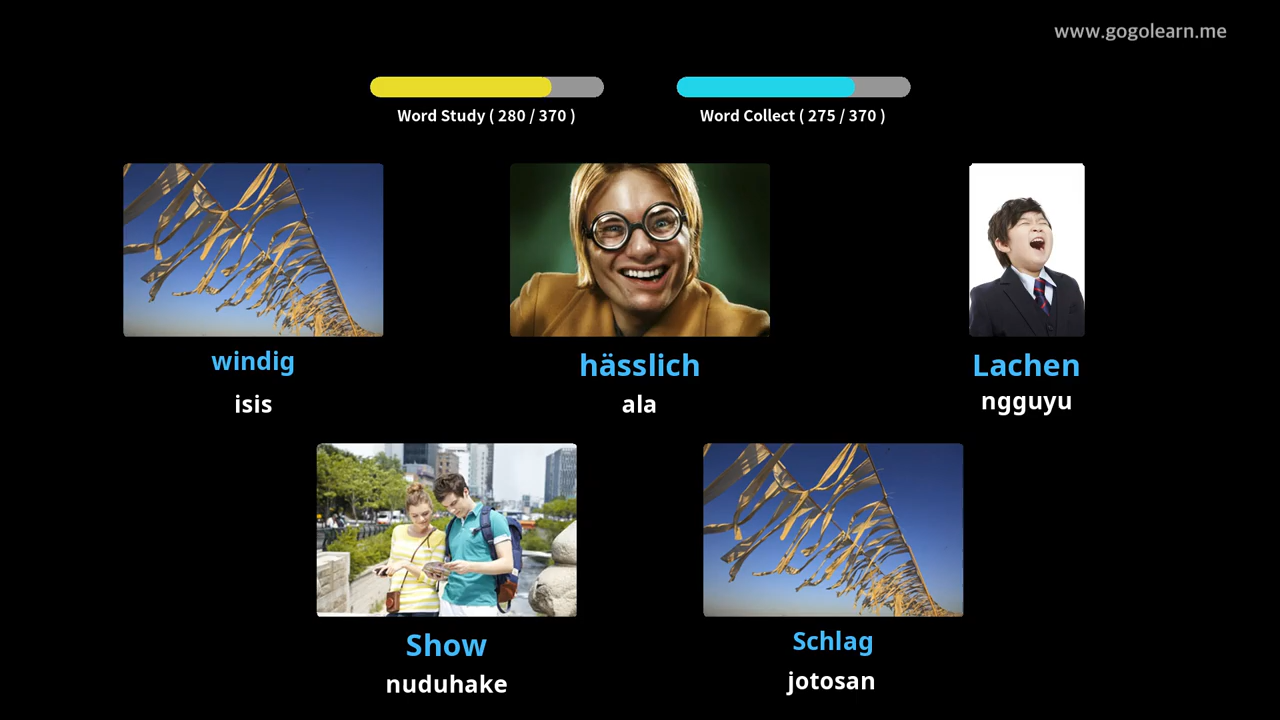 www.gogolearn.me
Word Study ( 280 / 370 )
Word Collect ( 275 / 370 )
windig
isis
hässlich
ala
Lachen
ngguyu
Show
nuduhake
Schlag
jotosan